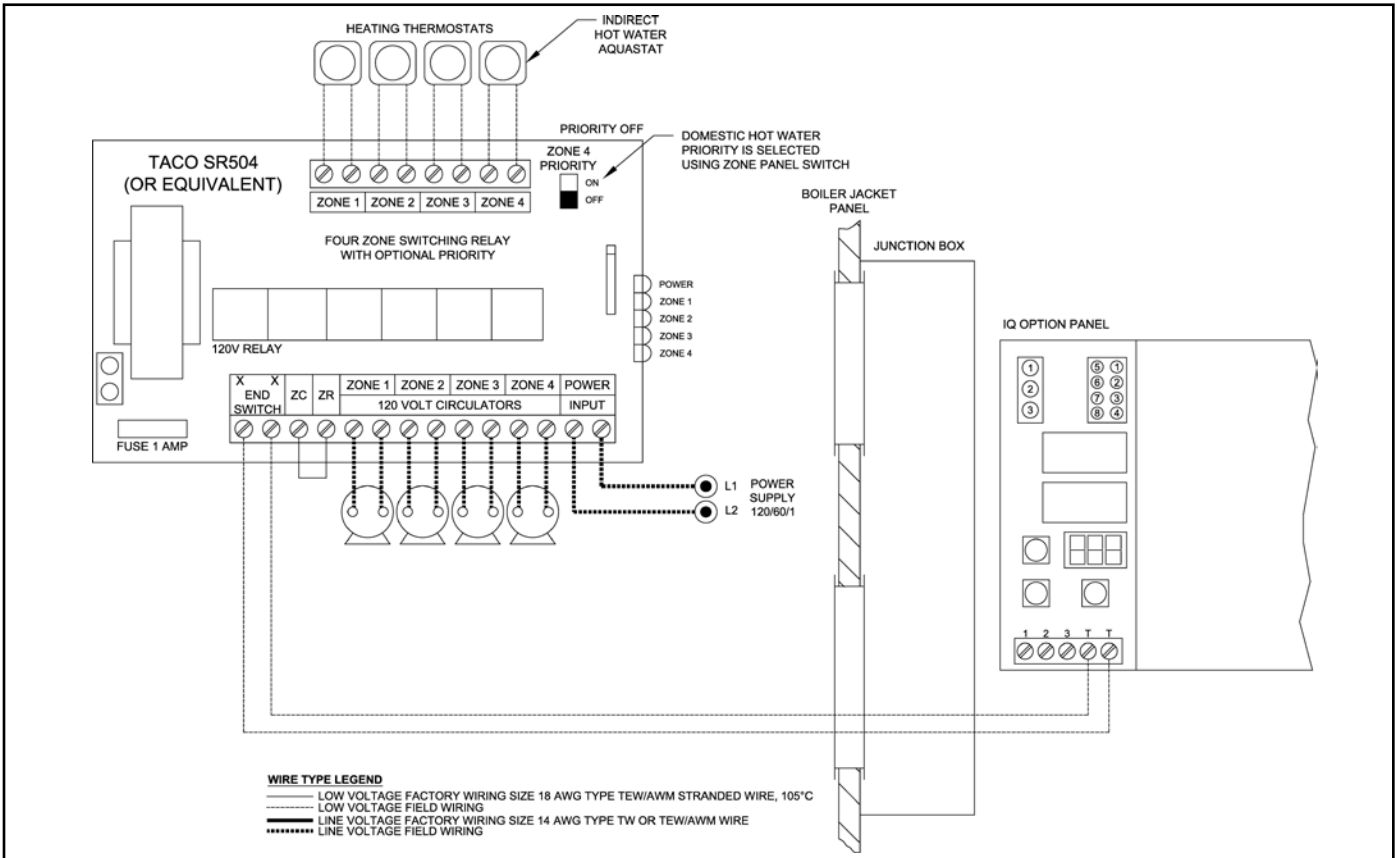 HEATING THERMOSTATS
INDIRECT
HOT WATER
AQUASTAT
PRIORITY OFF
TACO SR504
(OR EQUIVALENT)
ZONE 4
PRIORITY
ON
OFF
DOMESTIC HOT WATER
PRIORITY IS SELECTED
USING ZONE PANEL SWITCH
ZONE 1 ZONE 2 ZONE 3 ZONE 4
FOUR ZONE SWITCHING RELAY
WITH OPTIONAL PRIORITY
BOILER JACKET
PANEL
JUNCTION BOX
POWER
ZONE 1
ZONE 2
ZONE 3
ZONE 4
120V RELAY
IQ OPTION PANEL
1
2
3
5 1
6 2
7 3
8 4
X X
END
SWITCH
ZC ZR
ZONE 1 ZONE 2 ZONE 3 ZONE 4
120 VOLT CIRCULATORS
POWER
INPUT
FUSE 1 AMP
L1
L2
POWER
SUPPLY
120/60/1
1 2 3 T T
WIRE TYPE LEGEND
LOW VOLTAGE FACTORY WIRING SIZE 18 AWG TYPE TEW/AWM STRANDED WIRE, 105°C
LOW VOLTAGE FIELD WIRING
LINE VOLTAGE FACTORY WIRING SIZE 14 AWG TYPE TW OR TEW/AWM WIRE
LINE VOLTAGE FIELD WIRING